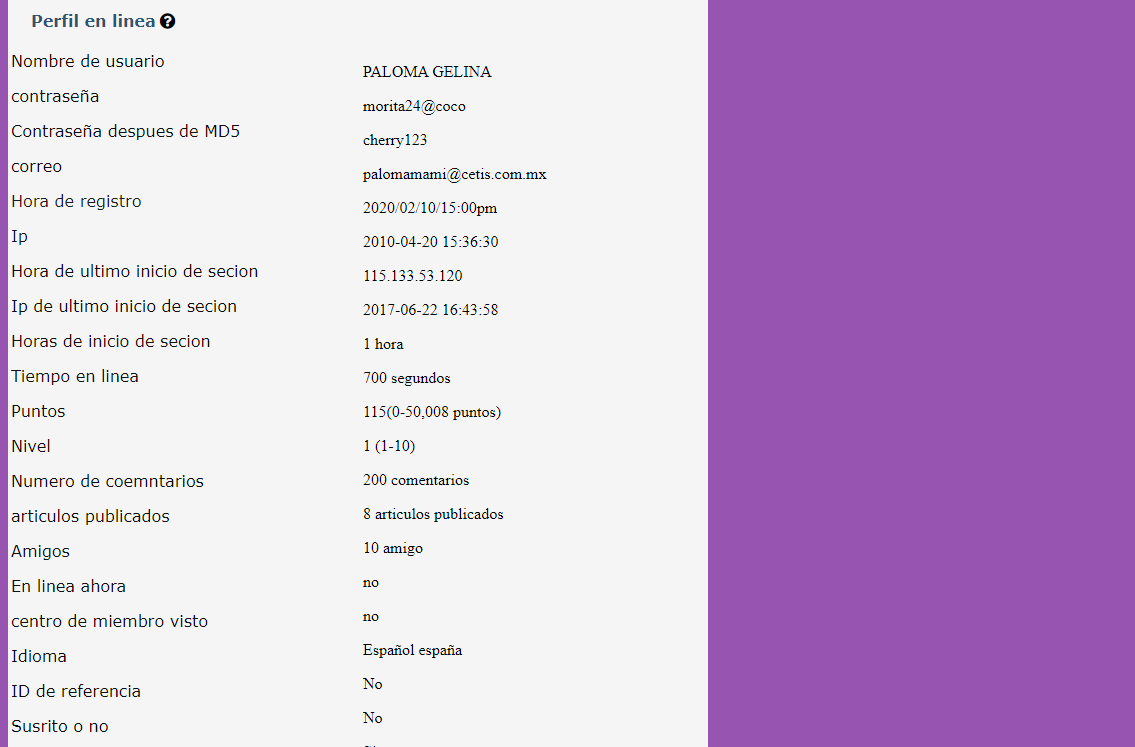 Perfil en linea
Nombre de usuario
PALOMA GELINA
contraseña
morita24@coco
Contraseña despues de MD5
cherry123
correo
palomamami@cetis.com.mx
Hora de registro
2020/02/10/15:00pm
Ip
2010-04-20 15:36:30
Hora de ultimo inicio de secion
115.133.53.120
Ip de ultimo inicio de secion
2017-06-22 16:43:58
Horas de inicio de secion
1 hora
Tiempo en linea
700 segundos
Puntos
115(0-50,008 puntos)
Nivel
1 (1-10)
Numero de coemntarios
200 comentarios
articulos publicados
8 articulos publicados
Amigos
10 amigo
En linea ahora
no
centro de miembro visto
no
Idioma
Español españa
ID de referencia
No
Susrito o no
No